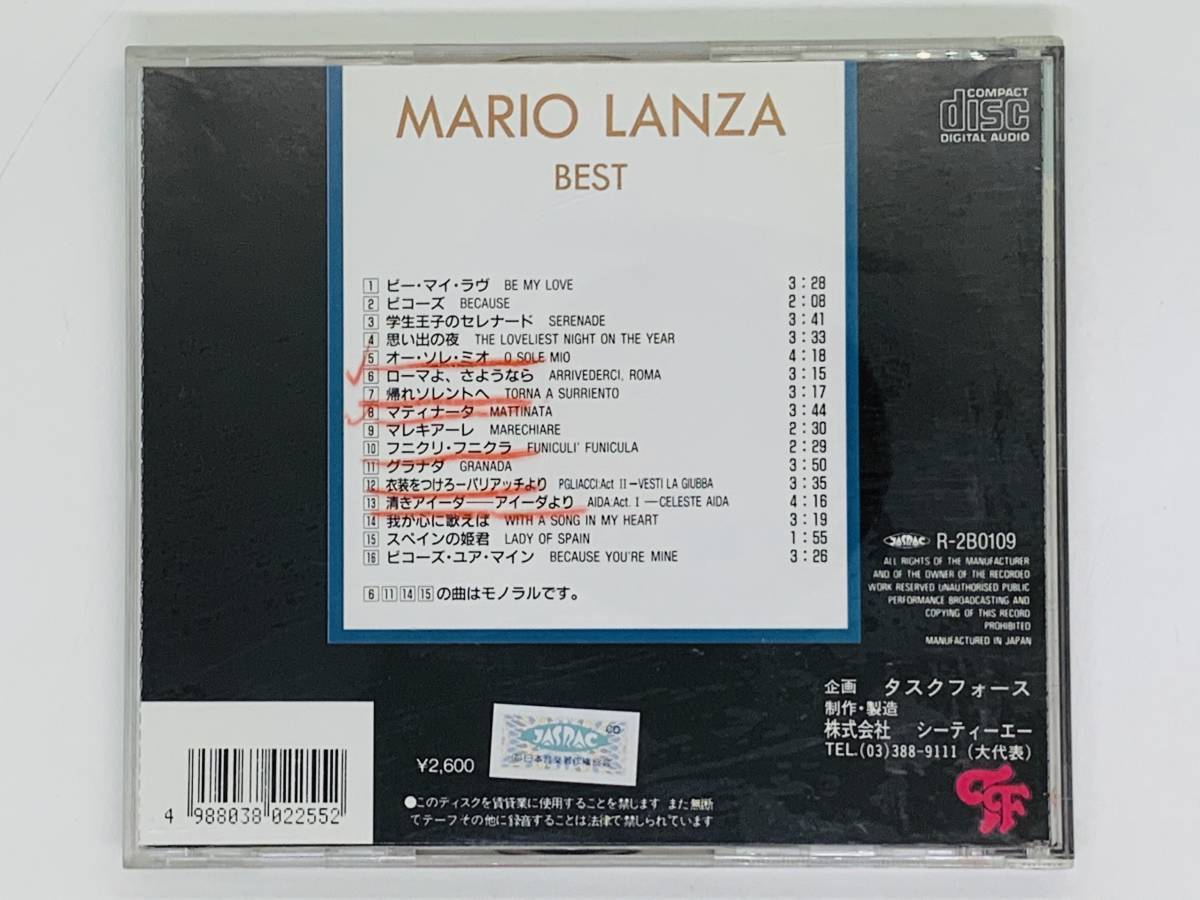 MARIO LANZA
BEST
COMPACT
disc
DIGITAL AUDIO
1 ビー・マイ・ラヴ BE MY LOVE 3:28
2 ビコーズ BECAUSE 2:08
3 学生王子のセレナード SERENADE 3:41
4 思い出の夜 THE LOVELIEST NIGHT ON THE YEAR 3:33
5 オー・ソレ・ミオ O SOLE MIO 4:18
6 ローマよ、さようなら ARRIVEDERCI, ROMA 3:15
7 帰れソレントへ TORNA A SURRIENTO 3:17
8 マティナータ MATTINATA 3:44
9 マレキアーレ MARECHIARE 2:30
10 フニクリ・フニクラ FUNICULI' FUNICULA 2:29
11 グラナダ GRANADA 3:50
12 衣装をつけろーパリアッチより PGLIACCI:Act II-VESTI LA GIUBBA 3:35
13 清きアイーダ──アイーダより AIDA:Act. I —CELESTE AIDA 4:16
14 我が心に歌えば WITH A SONG IN MY HEART 3:19
15 スペインの姫君 LADY OF SPAIN 1:55
16 ビコーズ・ユア・マイン BECAUSE YOU'RE MINE 3:26
6 11 14 15 の曲はモノラルです。
JASRAC R-2B0109
ALL RIGHTS OF THE MANUFACTURER
AND OF THE OWNER OF THE RECORDED
WORK RESERVED UNAUTHORISED PUBLIC
PERFORMANCE BROADCASTING AND
COPYING OF THIS RECORD
PROHIBITED
MANUFACTURED IN JAPAN
企画 タスクフォース
制作・製造
株式会社 シーティーエー
TEL.(03)388-9111 (大代表)
¥2,600
JASRAC
CD
●このディスクを賃貸業に使用することを禁します また無断
てテーフその他に録音することは法律で禁しられています
4 988038 022552